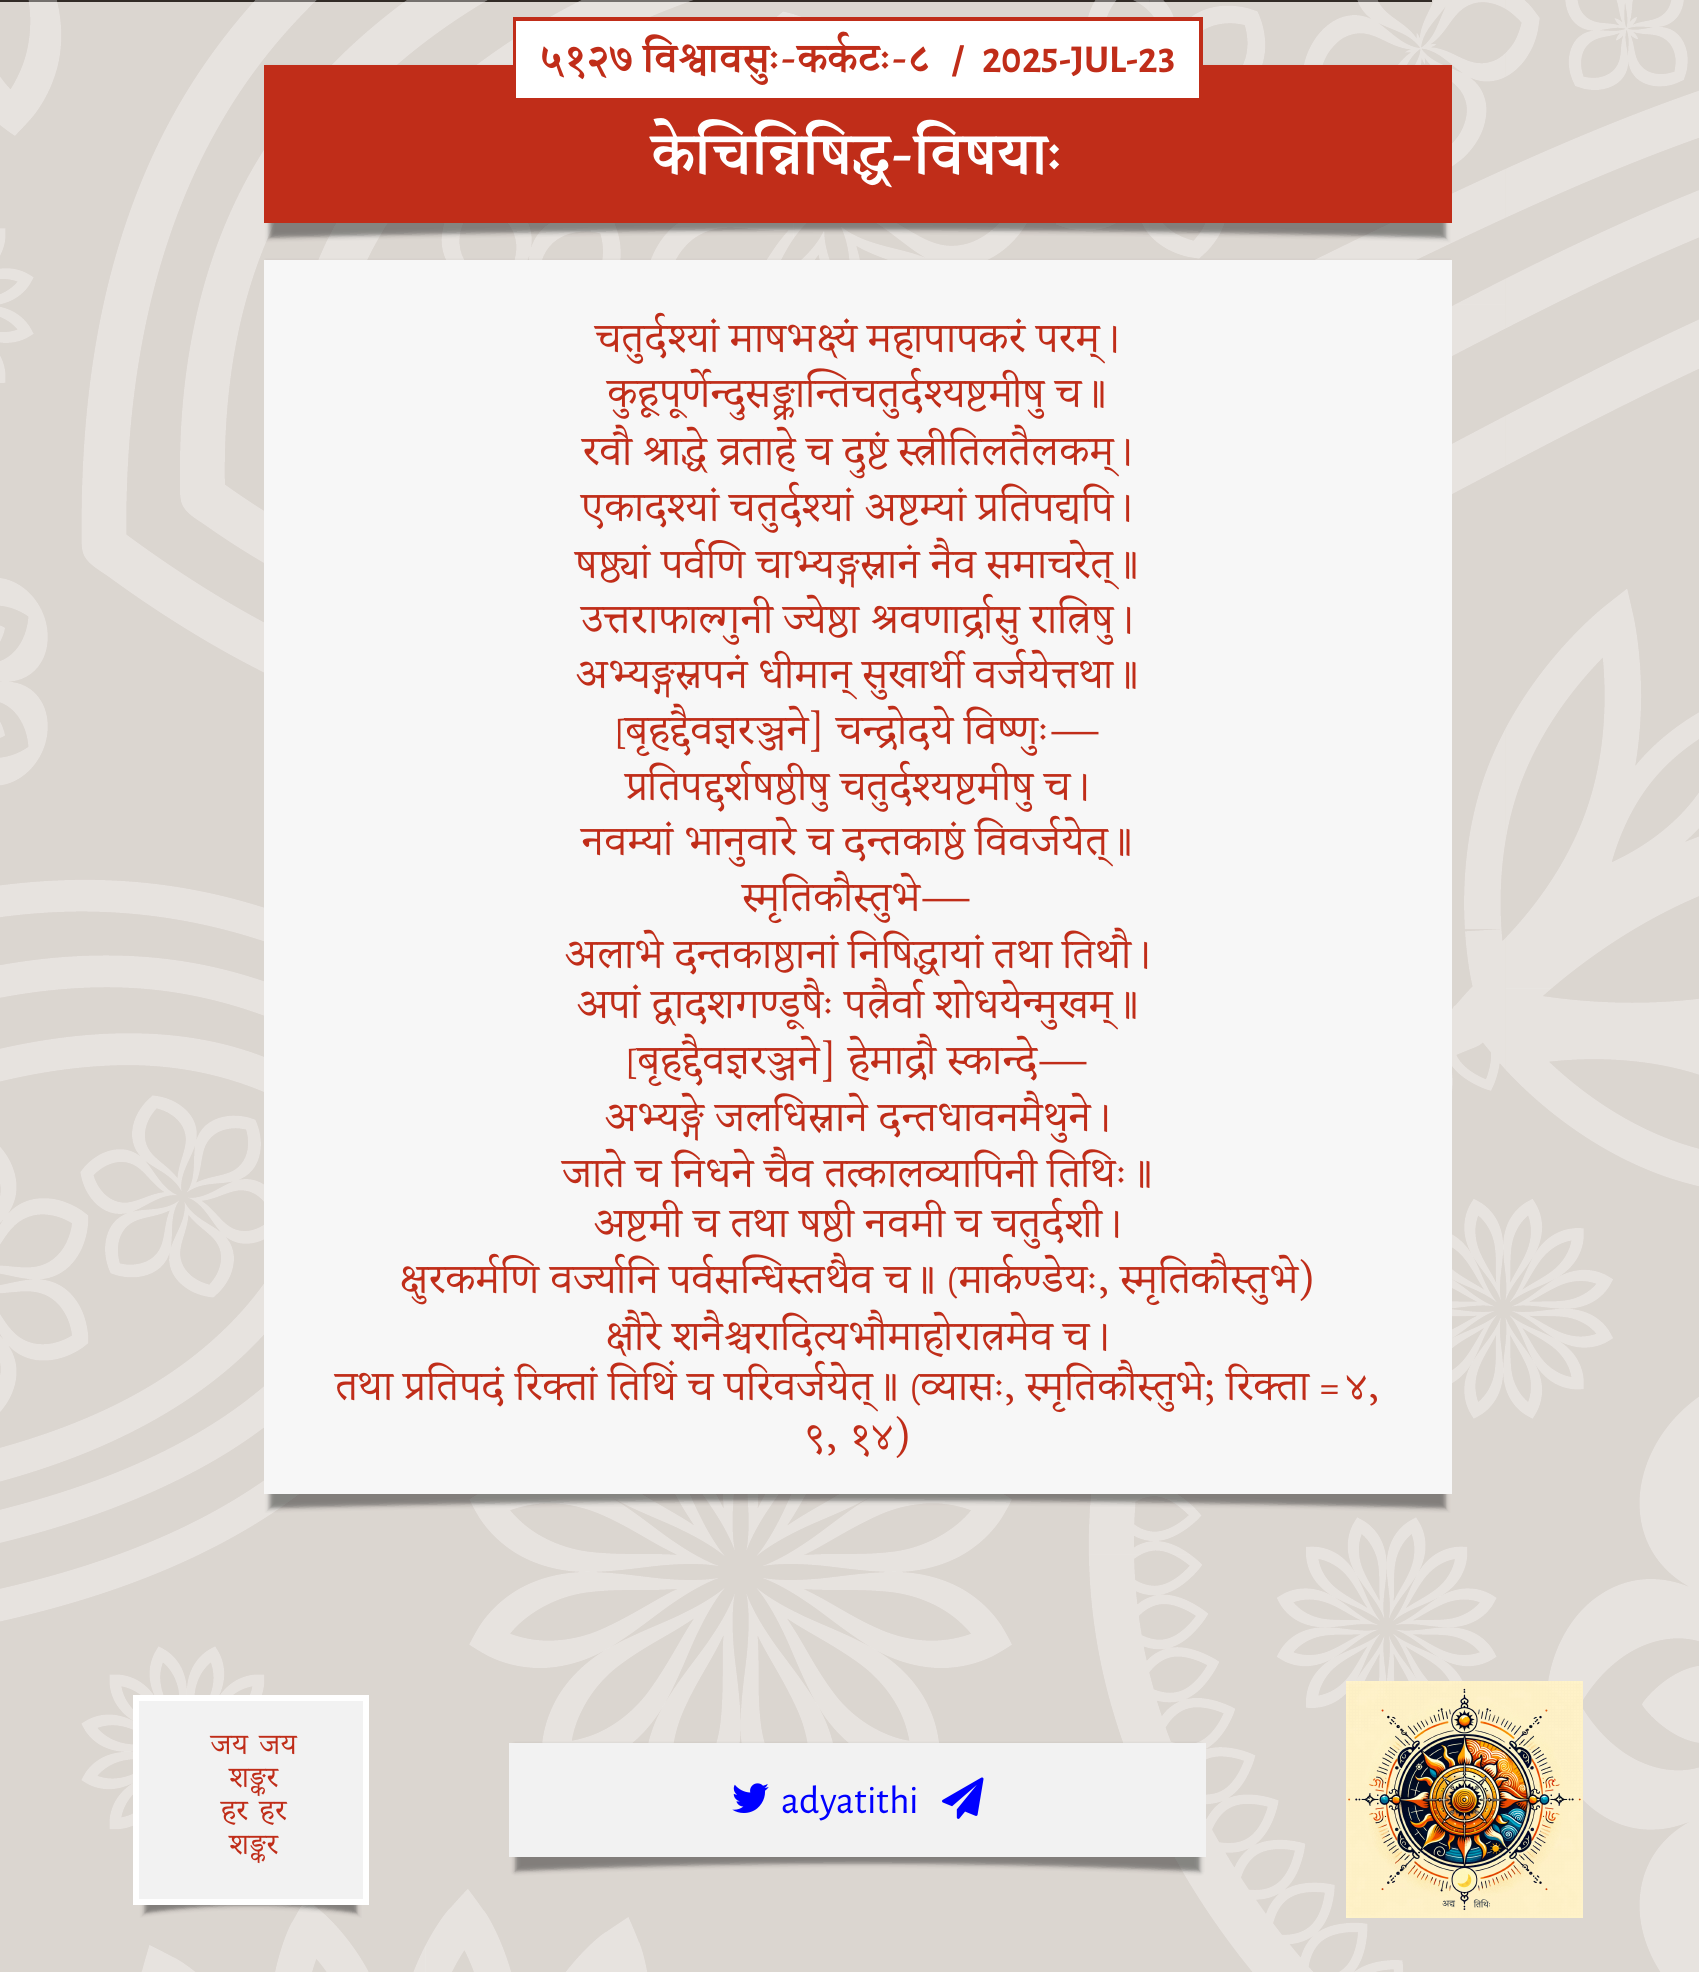 ५१२७ विश्वावसुः-कर्कटः-८ / 2025-JUL-23
केचिन्निषिद्ध-विषयाः
चतुर्दश्यां माषभक्ष्यं महापापकरं परम्।
कुहूपूर्णेन्दुसङ्क्रान्तिचतुर्दश्यष्टमीषु च॥
रवौ श्राद्धे व्रताहे च दुष्टं स्त्रीतिलतैलकम्।
एकादश्यां चतुर्दश्यां अष्टम्यां प्रतिपद्यपि।
षष्ठ्यां पर्वणि चाभ्यङ्गस्नानं नैव समाचरेत्॥
उत्तराफाल्गुनी ज्येष्ठा श्रवणार्द्रासु रात्रिषु।
अभ्यङ्गस्नपनं धीमान् सुखार्थी वर्जयेत्तथा॥
[बृहद्दैवज्ञरञ्जने] चन्द्रोदये विष्णुः—
प्रतिपद्दर्शषष्ठीषु चतुर्दश्यष्टमीषु च।
नवम्यां भानुवारे च दन्तकाष्ठं विवर्जयेत्॥
स्मृतिकौस्तुभे—
अलाभे दन्तकाष्ठानां निषिद्धायां तथा तिथौ।
अपां द्वादशगण्डूषैः पत्रैर्वा शोधयेन्मुखम्॥
[बृहद्दैवज्ञरञ्जने] हेमाद्रौ स्कान्दे—
अभ्यङ्गे जलधिस्नाने दन्तधावनमैथुने।
जाते च निधने चैव तत्कालव्यापिनी तिथिः॥
अष्टमी च तथा षष्ठी नवमी च चतुर्दशी।
क्षुरकर्मणि वर्ज्यानि पर्वसन्धिस्तथैव च॥ (मार्कण्डेयः, स्मृतिकौस्तुभे)
क्षौरे शनैश्चरादित्यभौमाहोरात्रमेव च।
तथा प्रतिपदं रिक्तां तिथिं च परिवर्जयेत्॥ (व्यासः, स्मृतिकौस्तुभे; रिक्ता = ४,
९, १४)
जय जय
शङ्कर
हर हर
शङ्कर
adyatithi
अद्य तिथिः